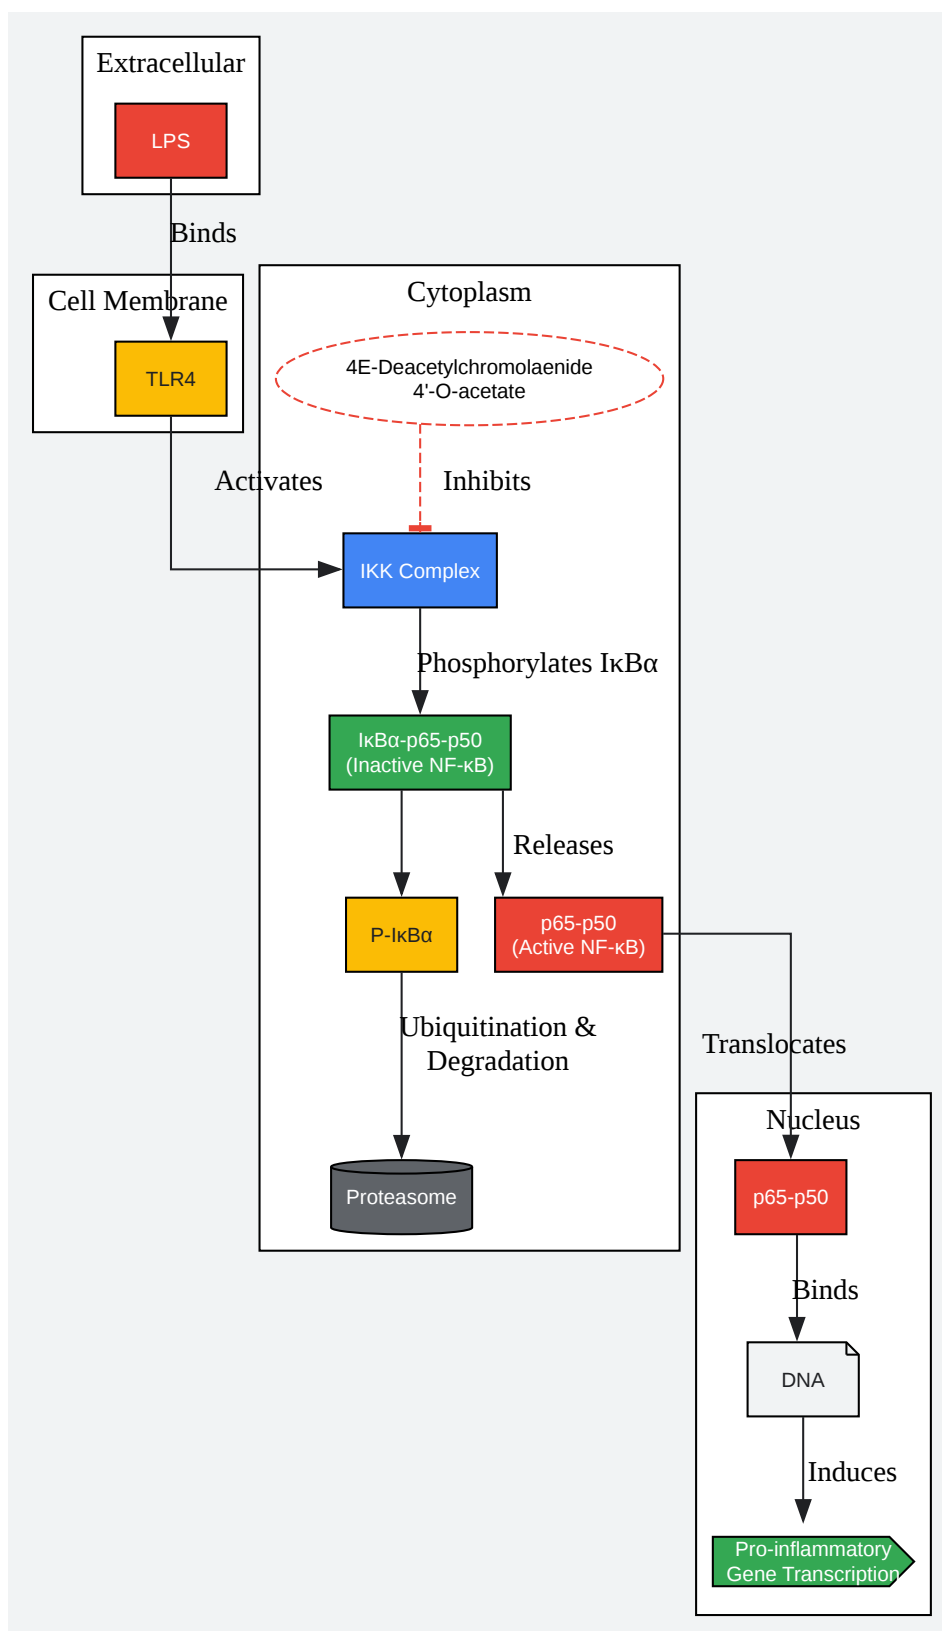 Extracellular
LPS
Binds
Cell Membrane
TLR4
Activates
Cytoplasm
4E-Deacetylchromolaenide
4'-O-acetate
Inhibits
IKK Complex
Phosphorylates IκBα
IκBα-p65-p50
(Inactive NF-κB)
Releases
P-IκBα
p65-p50
(Active NF-κB)
Ubiquitination &
Degradation
Proteasome
Translocates
Nucleus
p65-p50
Binds
DNA
Induces
Pro-inflammatory
Gene Transcription